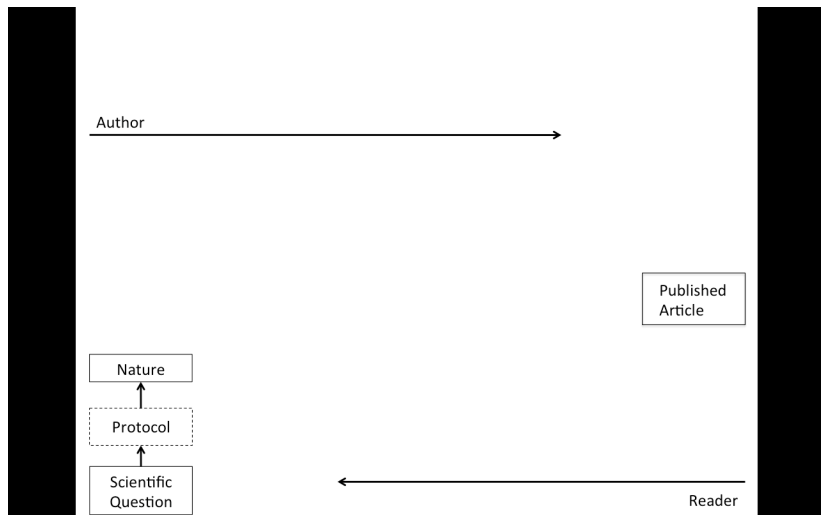 Author
Published
Article
Nature
Protocol
Scientific
Question
Reader